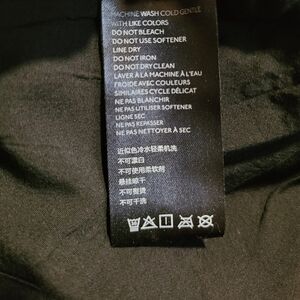 MACHINE WASH COLD GENTLE
WITH LIKE COLORS
DO NOT BLEACH
DO NOT USE SOFTENER
LINE DRY
DO NOT IRON
DO NOT DRY CLEAN
LAVER À LA MACHINE À L'EAU
FROIDE AVEC COULEURS
SIMILAIRES CYCLE DÉLICAT
NE PAS BLANCHIR
NE PAS UTILISER SOFTENER
LIGNE SEC
NE PAS REPASSER
NE PAS NETTOYER À SEC
近似色冷水轻柔机洗
不可漂白
不可使用柔软剂
悬挂晾干
不可熨烫
不可干洗